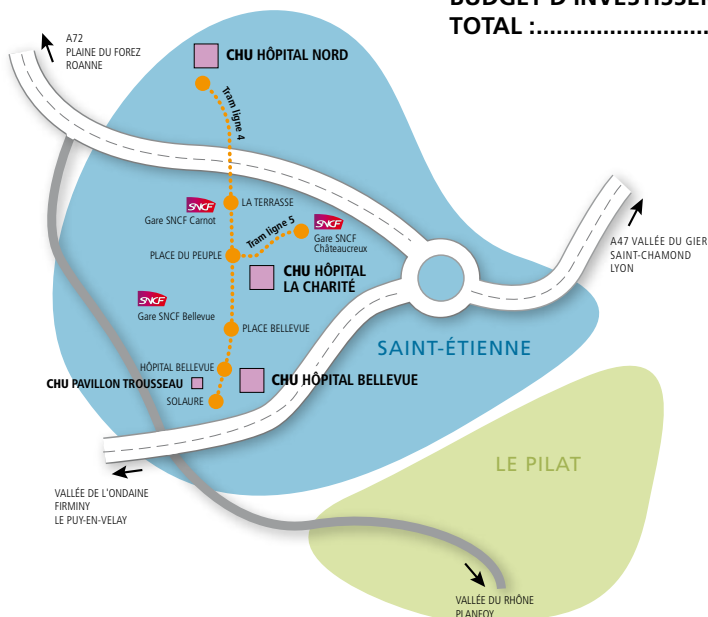 BUDGET D'INVESTISSE
TOTAL :..........................
A72
PLAINE DU FOREZ
ROANNE
CHU HÔPITAL NORD
Tram ligne 4
SNCF
LA TERRASSE
Gare SNCF Carnot
Tram ligne 5
SNCF
Gare SNCF
Châteaucreux
A47 VALLÉE DU GIER
SAINT-CHAMOND
LYON
PLACE DU PEUPLE
CHU HÔPITAL
LA CHARITÉ
SNCF
Gare SNCF Bellevue
PLACE BELLEVUE
SAINT-ÉTIENNE
HÔPITAL BELLEVUE
CHU PAVILLON TROUSSEAU
CHU HÔPITAL BELLEVUE
SOLAURE
LE PILAT
VALLÉE DE L'ONDAINE
FIRMINY
LE PUY-EN-VELAY
VALLÉE DU RHÔNE
PLANFOY